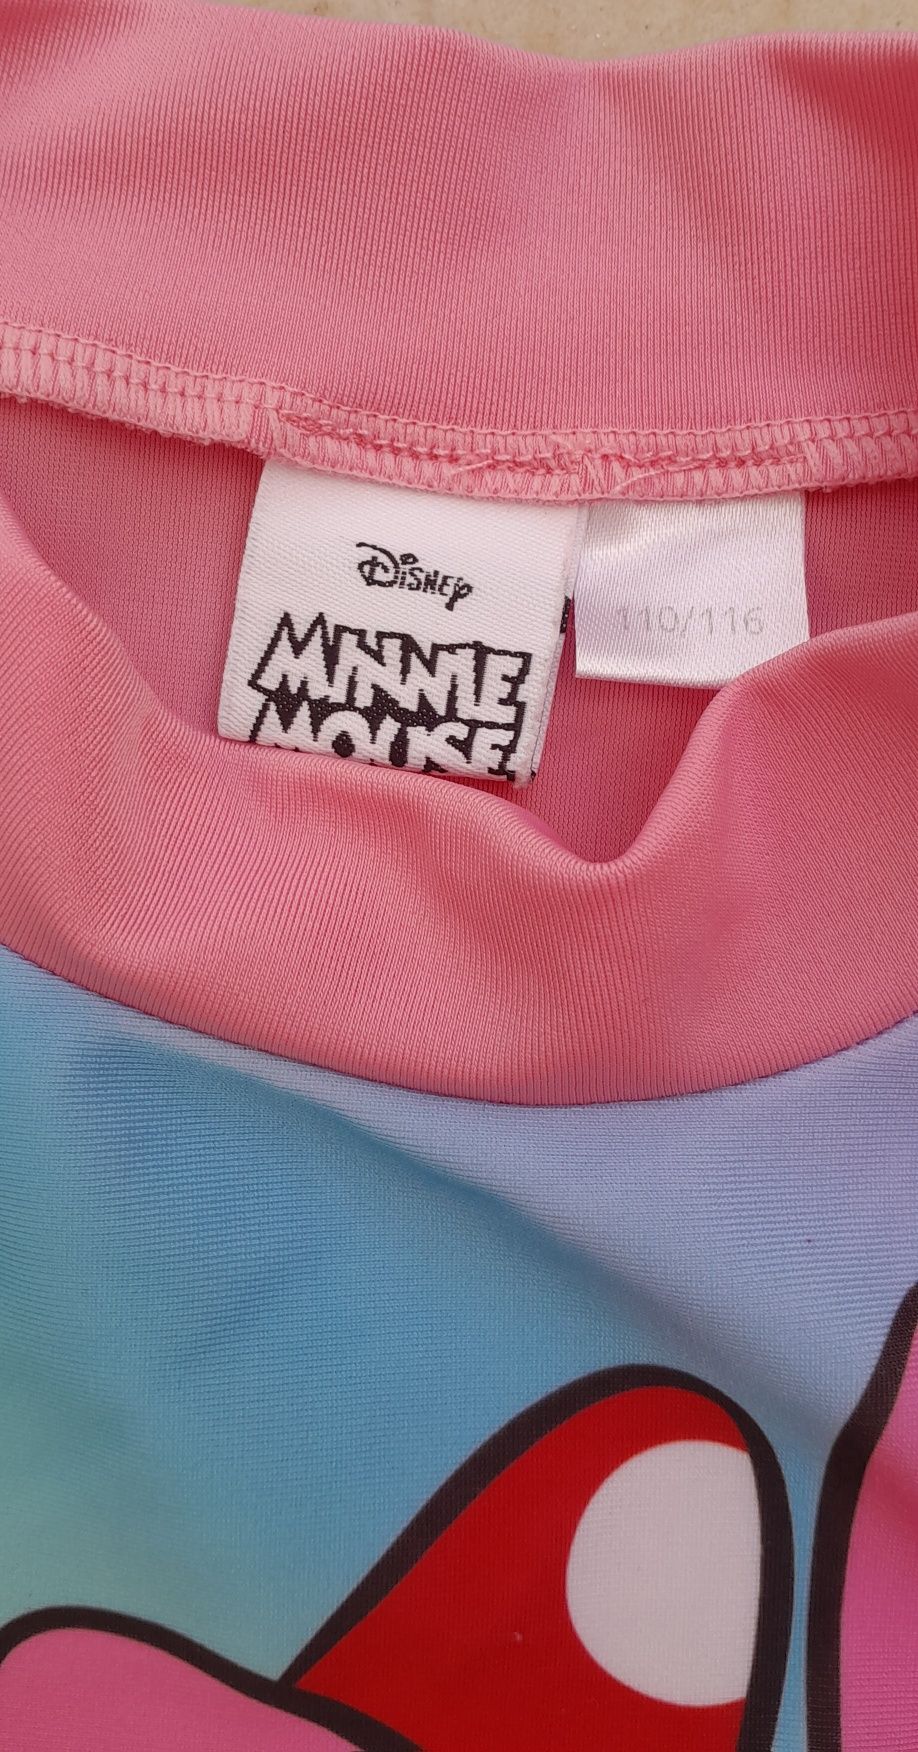 Disney
MINNIE
MOUSE
110/116